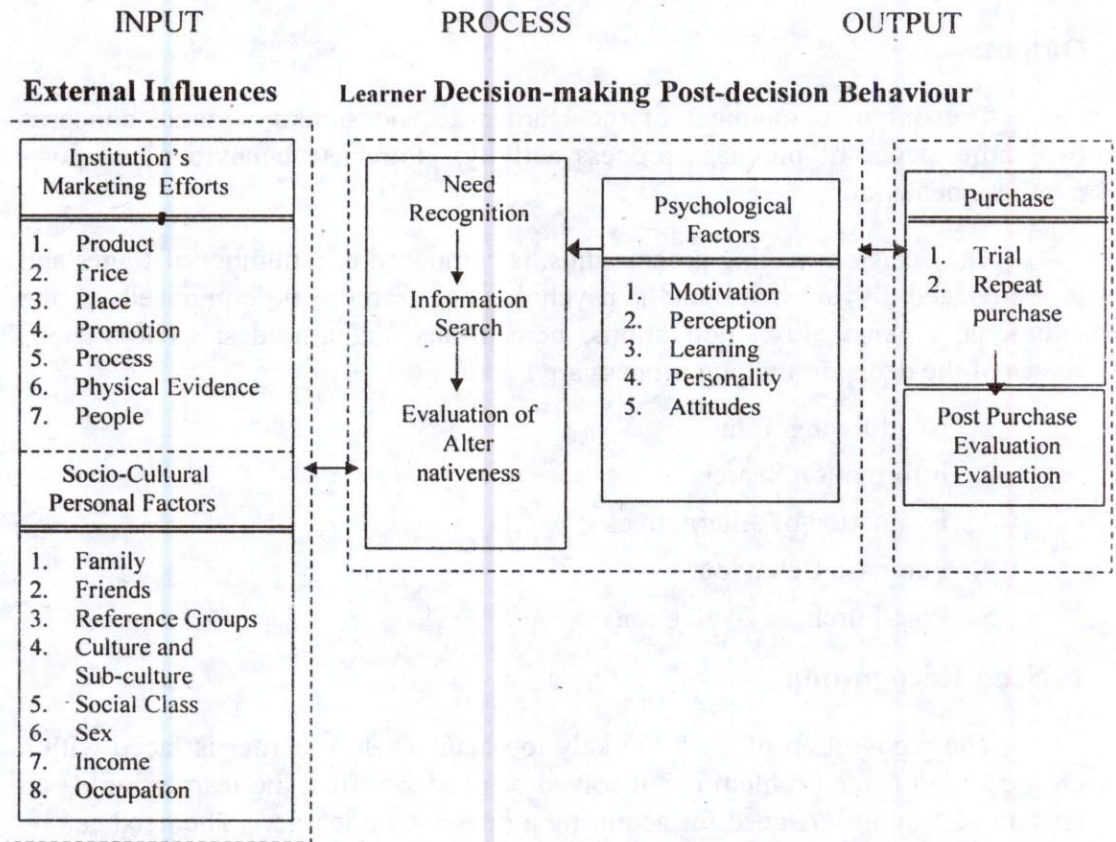 INPUT PROCESS OUTPUT
External Influences Learner Decision-making Post-decision Behaviour
Institution's
Marketing Efforts
1. Product
2. Frice
3. Place
4. Promotion
5. Process
6. Physical Evidence
7. People
Socio-Cultural
Personal Factors
1. Family
2. Friends
3. Reference Groups
4. Culture and
Sub-culture
5. Social Class
6. Sex
7. Income
8. Occupation
Need
Recognition
Information
Search
Evaluation of
Alter
nativeness
Psychological
Factors
1. Motivation
2. Perception
3. Learning
4. Personality
5. Attitudes
Purchase
1. Trial
2. Repeat
purchase
Post Purchase
Evaluation
Evaluation